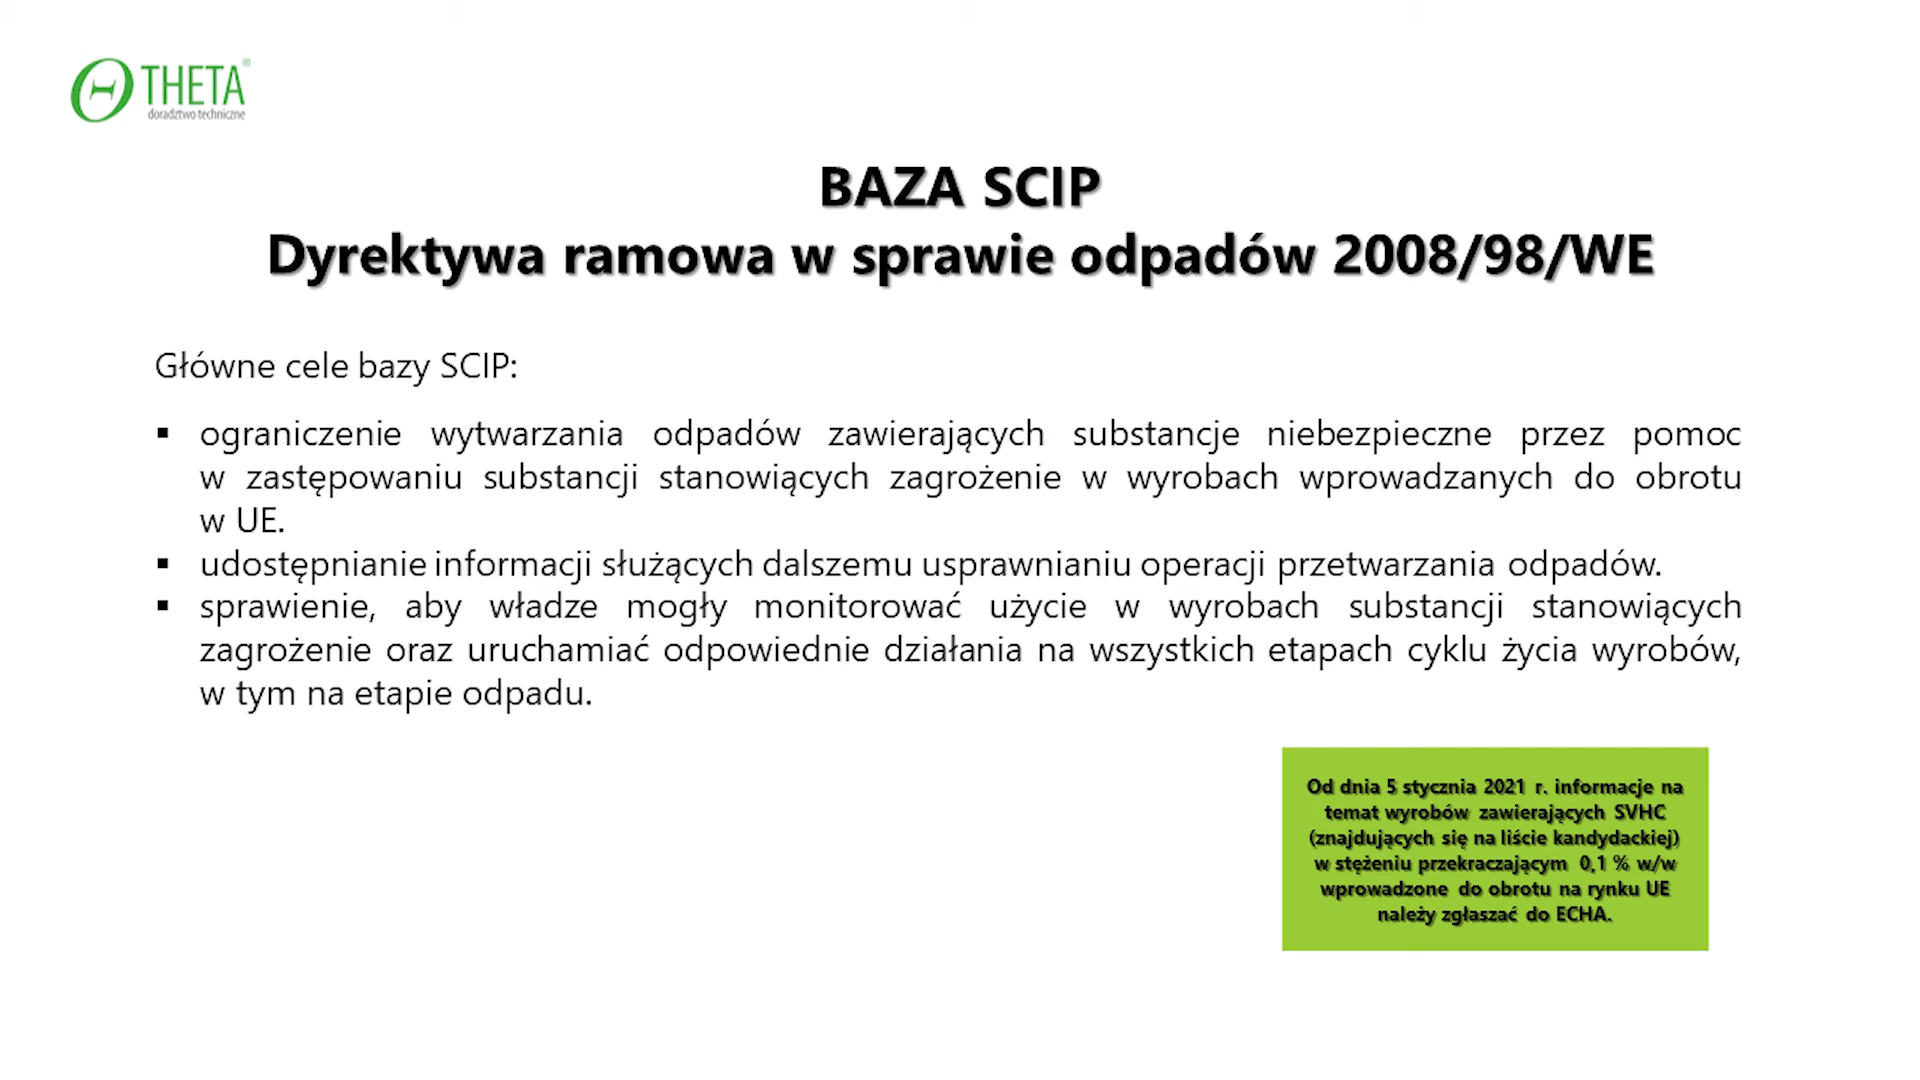 THETA®
doradztwo techniczne
BAZA SCIP
Dyrektywa ramowa w sprawie odpadów 2008/98/WE
Główne cele bazy SCIP:
▪ ograniczenie wytwarzania odpadów zawierających substancje niebezpieczne przez pomoc
w zastępowaniu substancji stanowiących zagrożenie w wyrobach wprowadzanych do obrotu
w UE.
▪ udostępnianie informacji służących dalszemu usprawnianiu operacji przetwarzania odpadów.
▪ sprawienie, aby władze mogły monitorować użycie w wyrobach substancji stanowiących
zagrożenie oraz uruchamiać odpowiednie działania na wszystkich etapach cyklu życia wyrobów,
w tym na etapie odpadu.
Od dnia 5 stycznia 2021 r. informacje na
temat wyrobów zawierających SVHC
(znajdujących się na liście kandydackiej)
w stężeniu przekraczającym 0,1 % w/w
wprowadzone do obrotu na rynku UE
należy zgłaszać do ECHA.